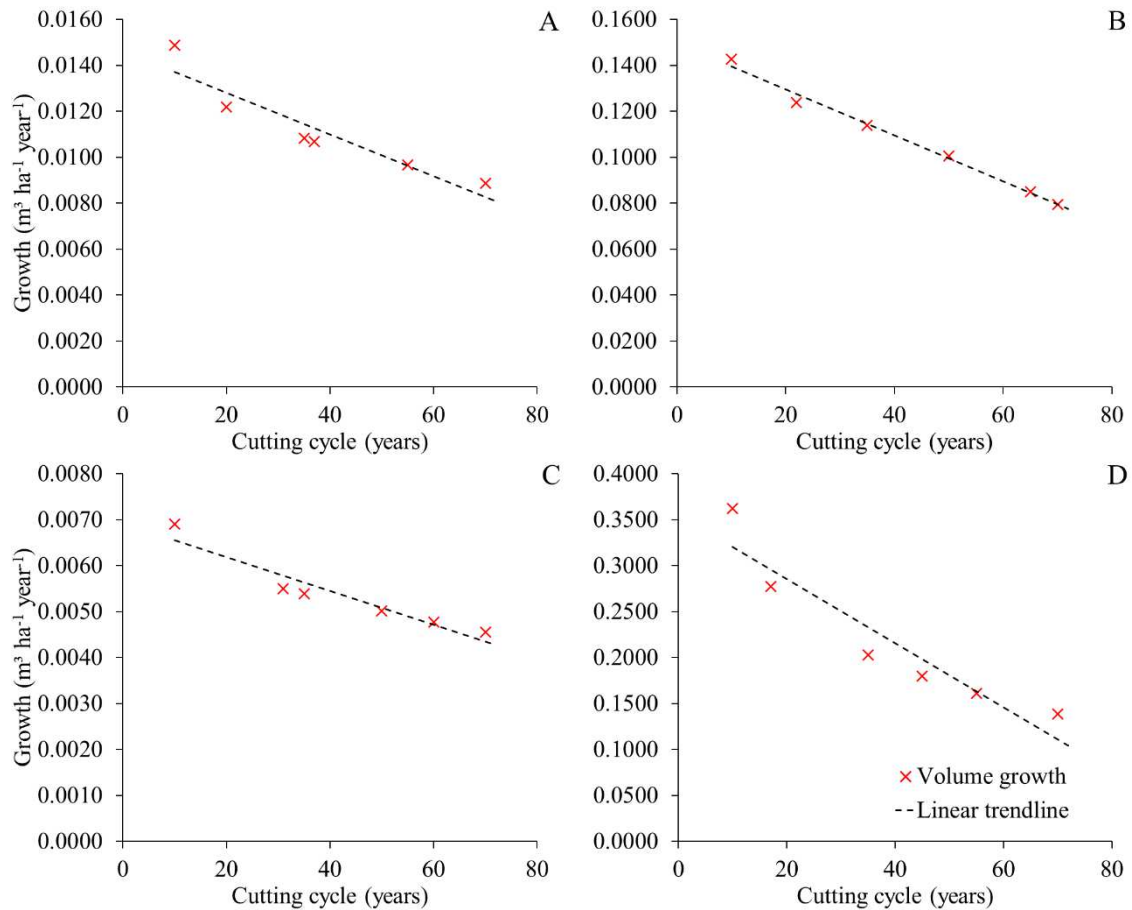 A
0.0160
0.0140
0.0120
0.0100
0.0080
0.0060
0.0040
0.0020
0.0000
Growth (m³ ha⁻¹ year⁻¹)
0 20 40 60 80
Cutting cycle (years)
B
0.1600
0.1400
0.1200
0.1000
0.0800
0.0600
0.0400
0.0200
0.0000
0 20 40 60 80
Cutting cycle (years)
C
0.0080
0.0070
0.0060
0.0050
0.0040
0.0030
0.0020
0.0010
0.0000
Growth (m³ ha⁻¹ year⁻¹)
0 20 40 60 80
Cutting cycle (years)
D
0.4000
0.3500
0.3000
0.2500
0.2000
0.1500
0.1000
0.0500
0.0000
Volume growth
Linear trendline
0 20 40 60 80
Cutting cycle (years)